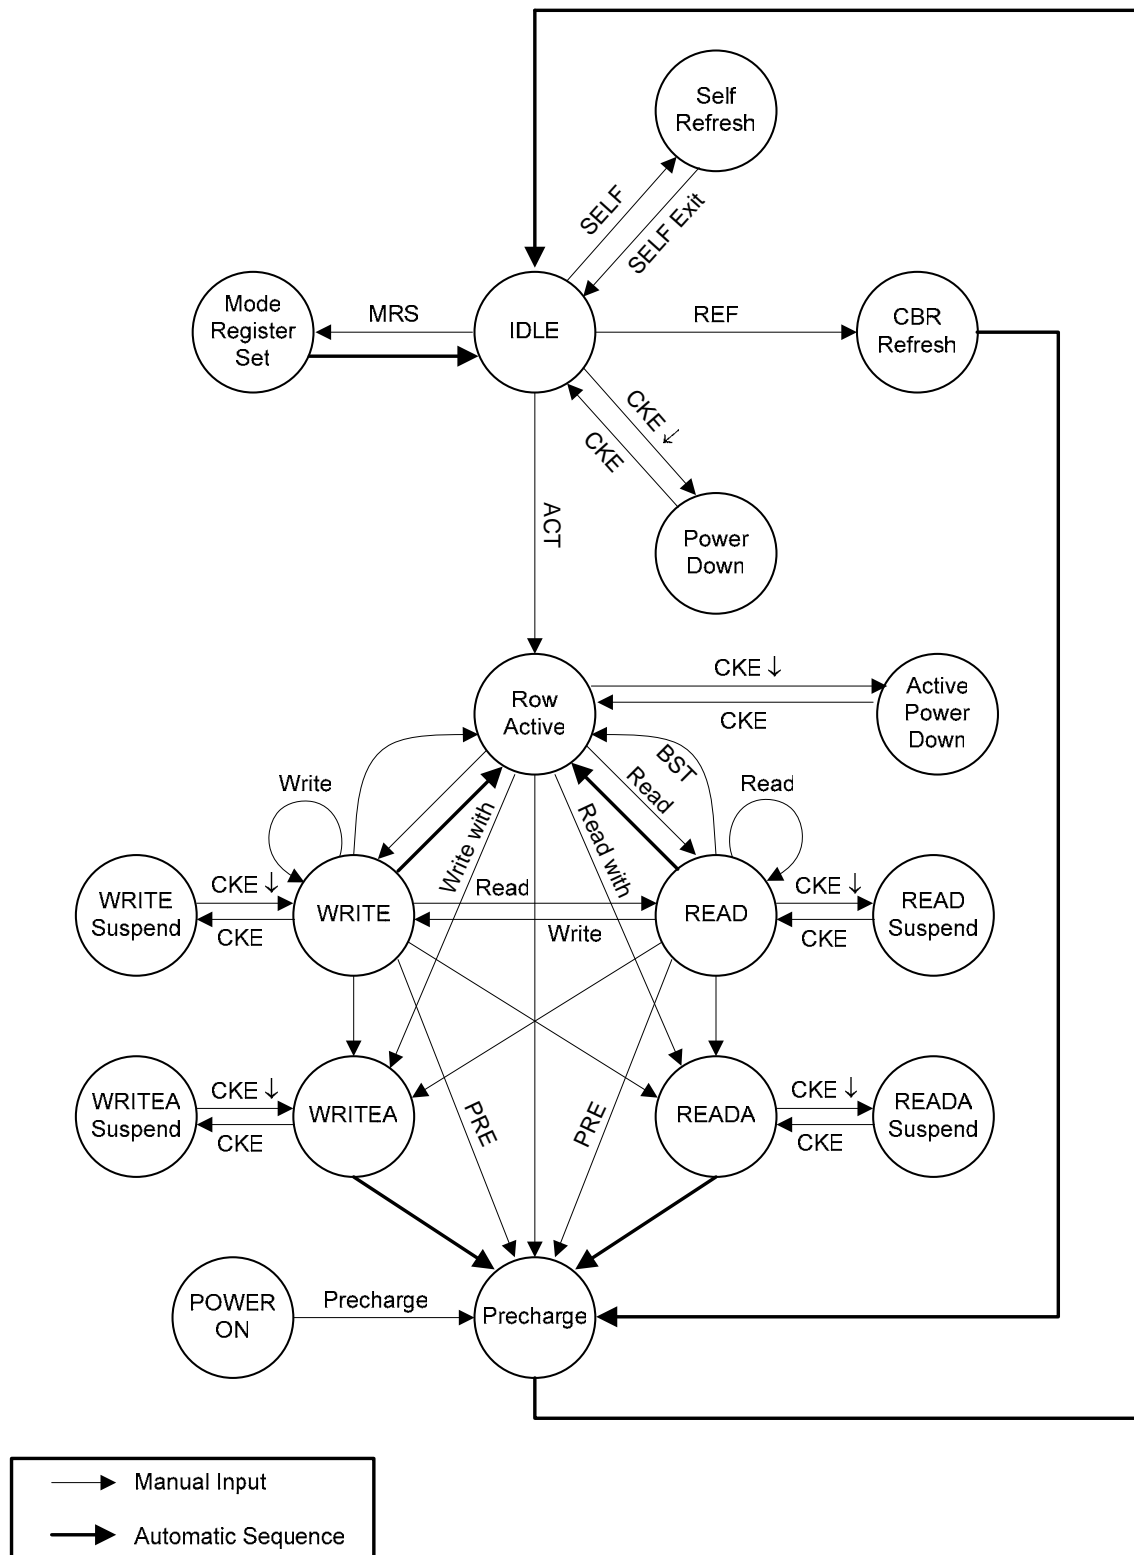 Self
Refresh
SELF
SELF Exit
Mode
Register
Set
MRS
IDLE
REF
CBR
Refresh
CKE ↓
CKE
ACT
Power
Down
Row
Active
CKE ↓
CKE
Active
Power
Down
BST
Read
Write
Read
Write with
Read with
WRITE
Suspend
CKE ↓
CKE
WRITE
Read
Write
READ
CKE ↓
CKE
READ
Suspend
WRITEA
Suspend
CKE ↓
CKE
WRITEA
PRE
PRE
READA
CKE ↓
CKE
READA
Suspend
POWER
ON
Precharge
Precharge
Manual Input
Automatic Sequence